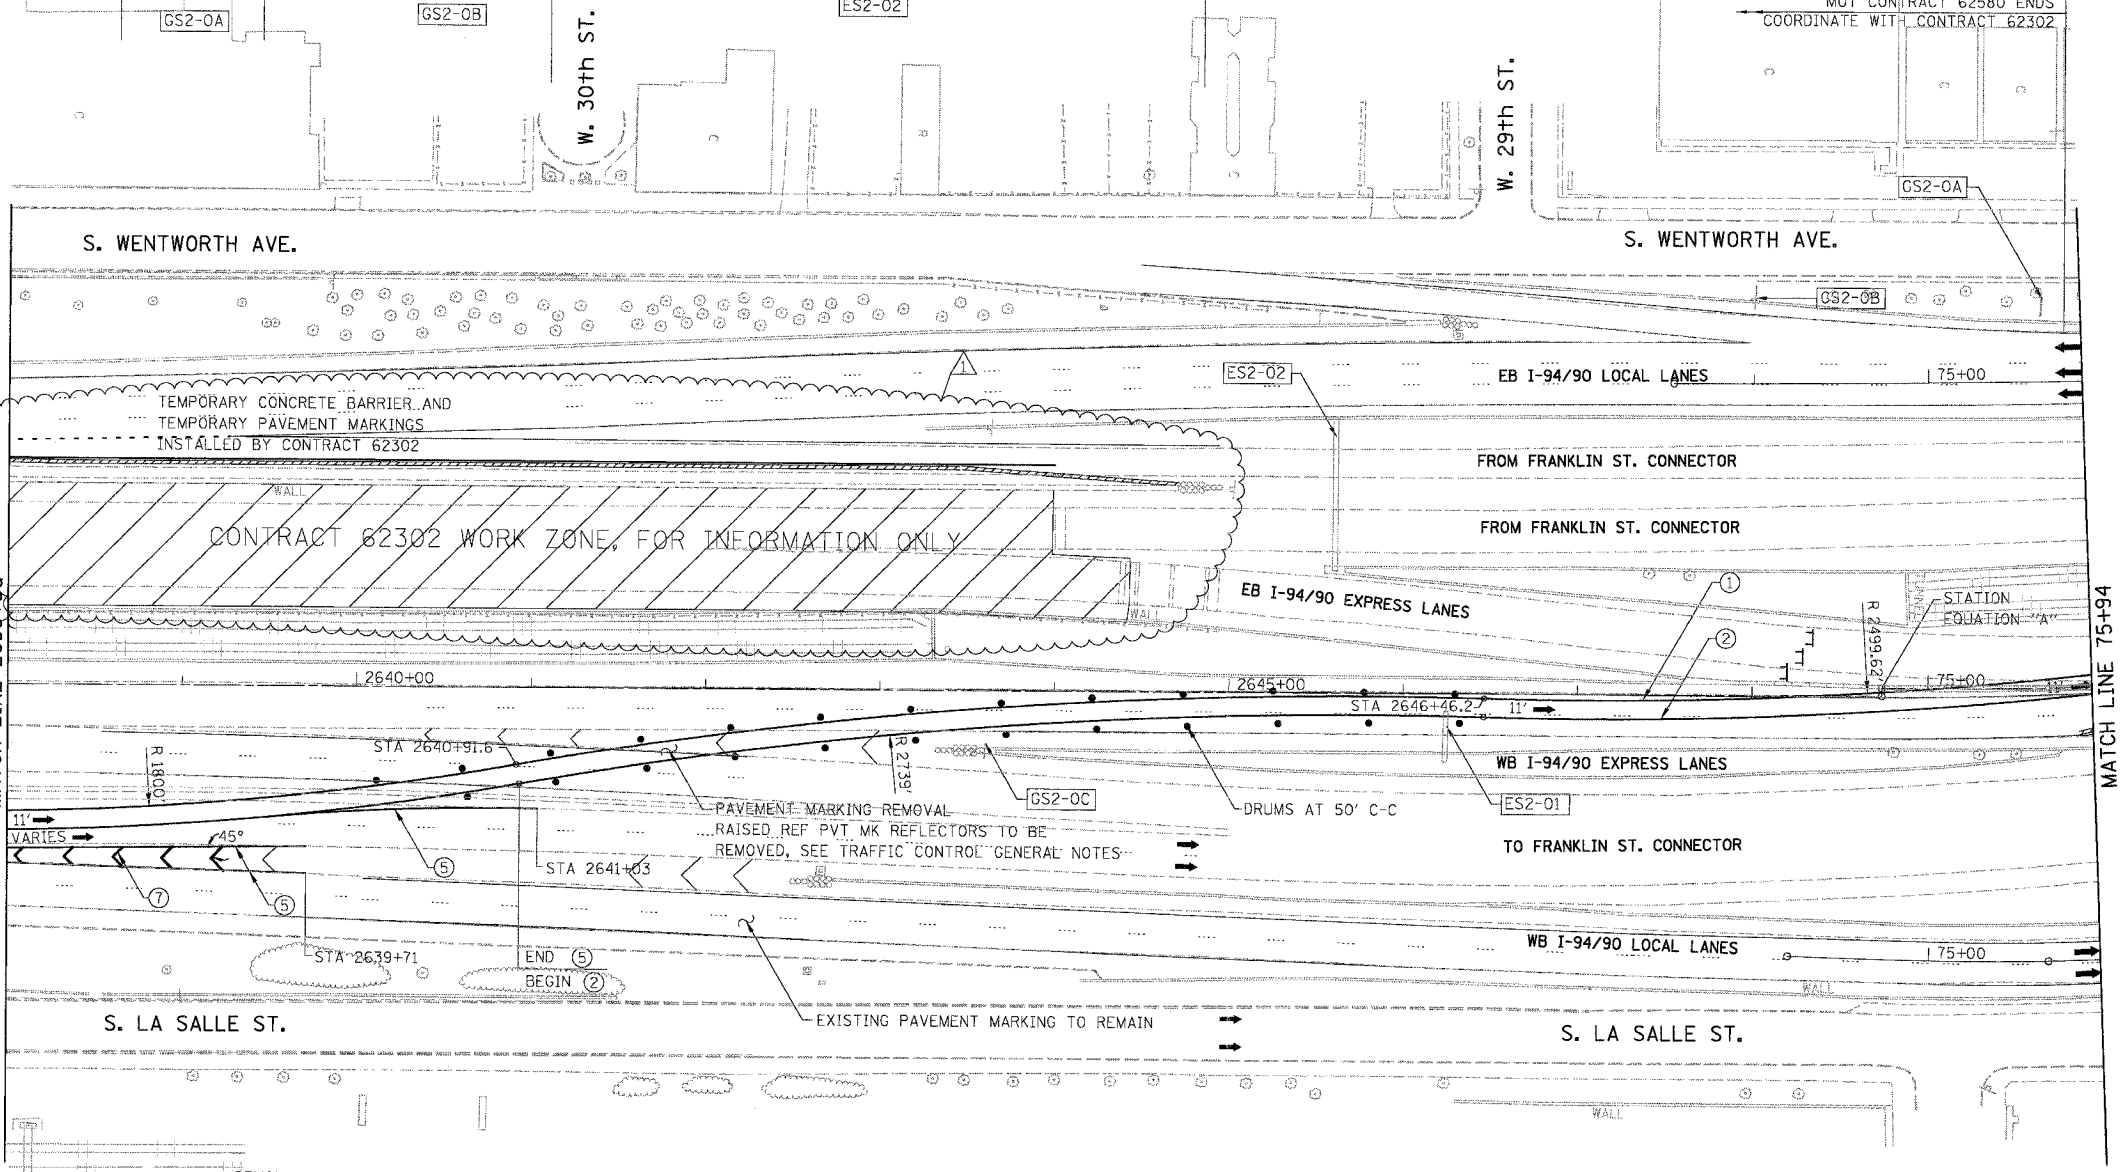 GS2-0A
GS2-0B
W. 30th ST.
ES2-02
W. 29th ST.
MOT CONTRACT 62580 ENDS
COORDINATE WITH CONTRACT 62302
GS2-0A
S. WENTWORTH AVE.
S. WENTWORTH AVE.
GS2-0B
1
ES2-02
EB I-94/90 LOCAL LANES
75+00
TEMPORARY CONCRETE BARRIER AND
TEMPORARY PAVEMENT MARKINGS
INSTALLED BY CONTRACT 62302
FROM FRANKLIN ST. CONNECTOR
WALL
CONTRACT 62302 WORK ZONE, FOR INFORMATION ONLY
FROM FRANKLIN ST. CONNECTOR
EB I-94/90 EXPRESS LANES
WALL
1
2
R 2499.62'
STATION
EQUATION "A"
MATCH LINE 75+94
2640+00
2645+00
75+00
11'
STA 2646+46.2
11'
STA 2640+91.6
R 1800'
R 2739'
GS2-0C
WB I-94/90 EXPRESS LANES
ES2-01
DRUMS AT 50' C-C
11'
VARIES
45°
PAVEMENT MARKING REMOVAL
RAISED REF PVT MK REFLECTORS TO BE
REMOVED, SEE TRAFFIC CONTROL GENERAL NOTES
TO FRANKLIN ST. CONNECTOR
5
STA 2641+03
7
5
STA 2639+71
END 5
BEGIN 2
WB I-94/90 LOCAL LANES
75+00
WALL
S. LA SALLE ST.
EXISTING PAVEMENT MARKING TO REMAIN
S. LA SALLE ST.
WALL